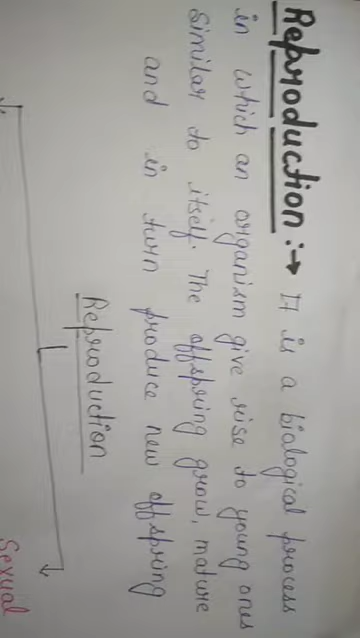 Reproduction :→ It is a biological process
in which an organism give rise to young ones
similar to itself. The offspring grow, mature
and in turn produce new offspring
Reproduction
Sexual